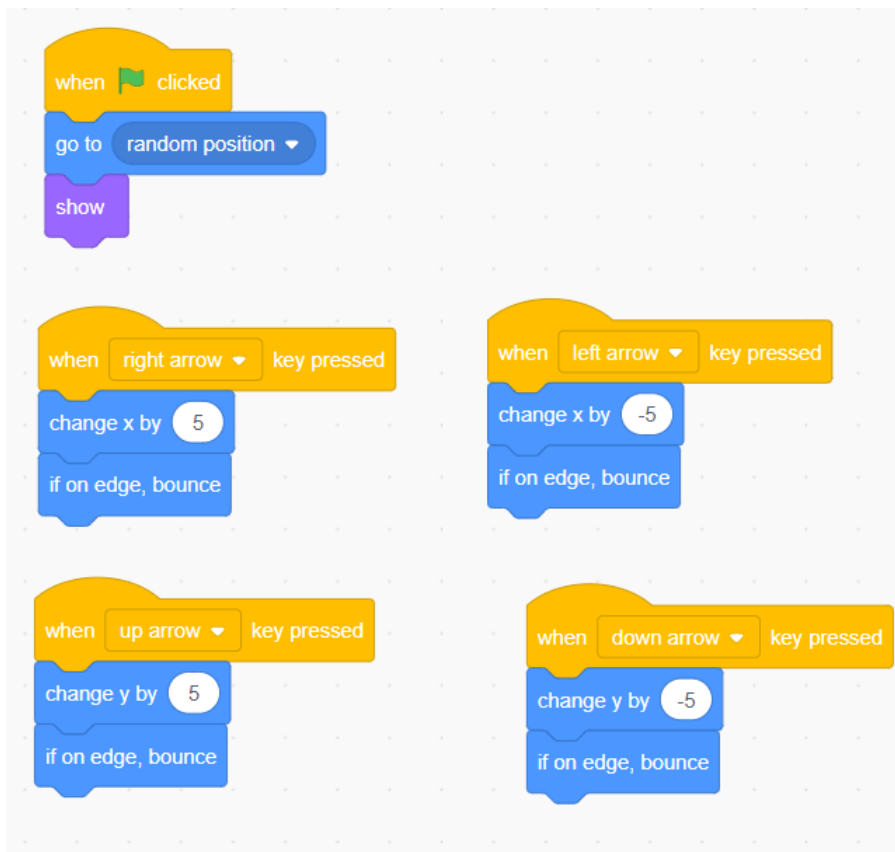 when clicked
go to random position
show
when right arrow key pressed
change x by 5
if on edge, bounce
when left arrow key pressed
change x by -5
if on edge, bounce
when up arrow key pressed
change y by 5
if on edge, bounce
when down arrow key pressed
change y by -5
if on edge, bounce